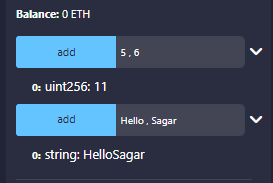 Balance: 0 ETH
add 5 , 6
0: uint256: 11
add Hello , Sagar
0: string: HelloSagar